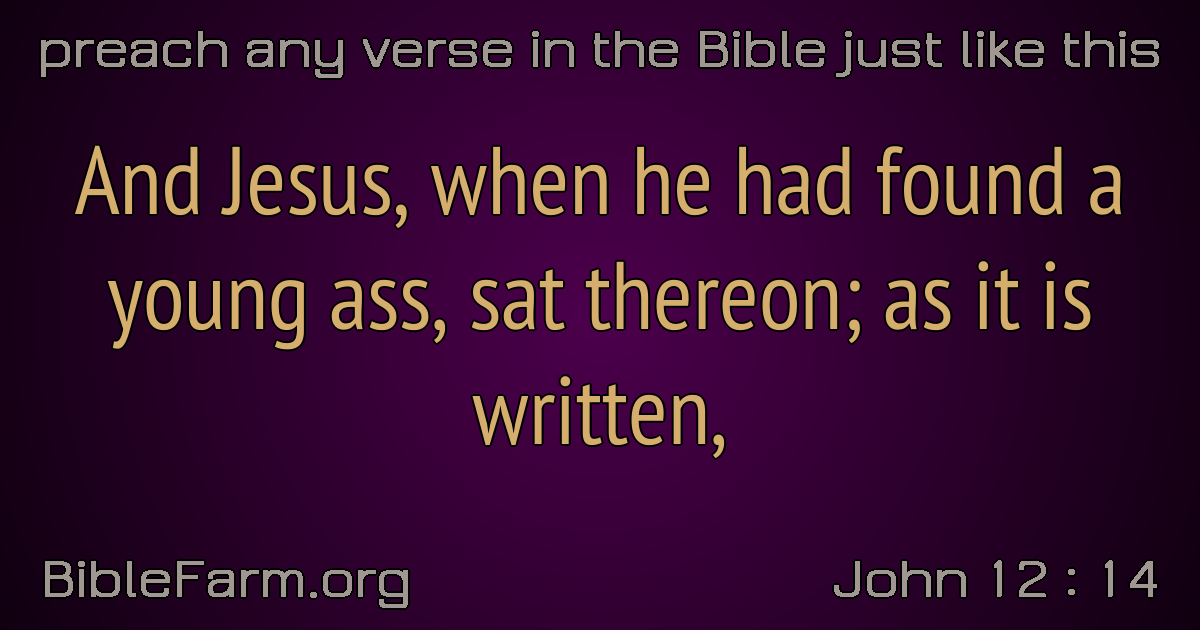 preach any verse in the Bible just like this
And Jesus, when he had found a
young ass, sat thereon; as it is
written,
BibleFarm.org
John 12 : 14